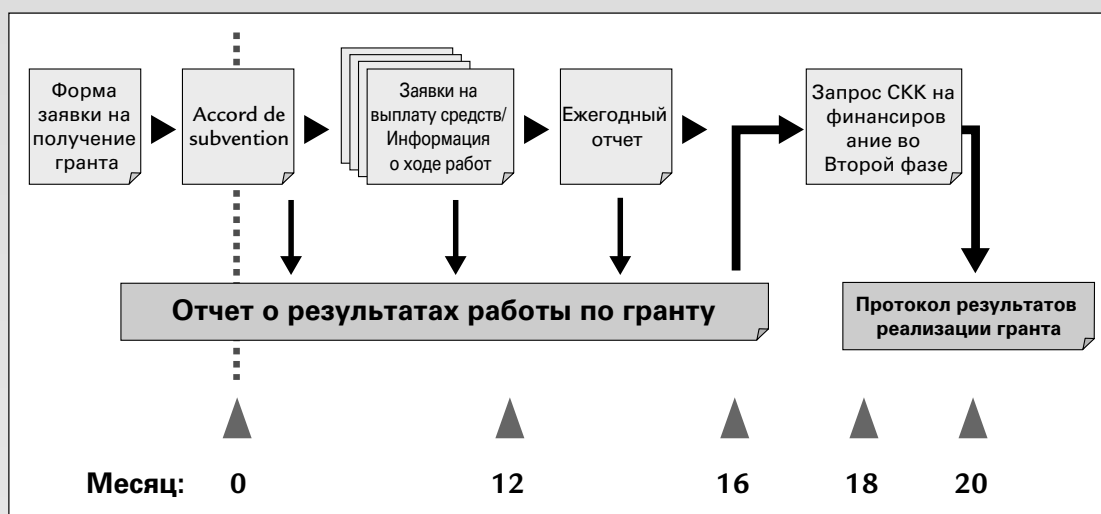 Форма
заявки на
получение
гранта
Accord de
subvention
Заявки на
выплату средств/
Информация
о ходе работ
Ежегодный
отчет
Запрос СКК на
финансиров
ание во
Второй фазе
Отчет о результатах работы по гранту
Протокол результатов
реализации гранта
Месяц: 0 12 16 18 20